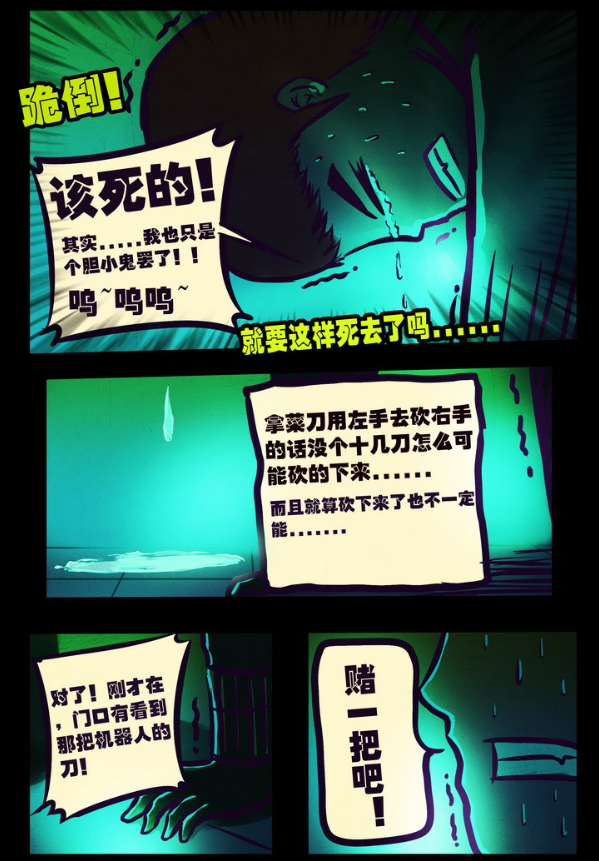 跪倒!
该死的!
其实.....我也只是
个胆小鬼罢了!!
呜~呜呜~
就要这样死去了吗......
拿菜刀用左手去砍右手
的话没个十几刀怎么可
能砍的下来......
而且就算砍下来了也不一定
能.......
对了!刚才在
,门口有看到
那把机器人的
刀!
赌一把吧!